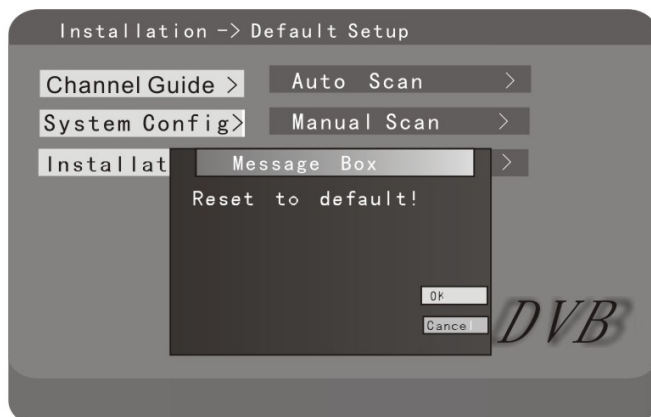 Installation -> Default Setup
Channel Guide > Auto Scan >
System Config> Manual Scan >
Installat >
Message Box
Reset to default!
OK
Cancel
DVB